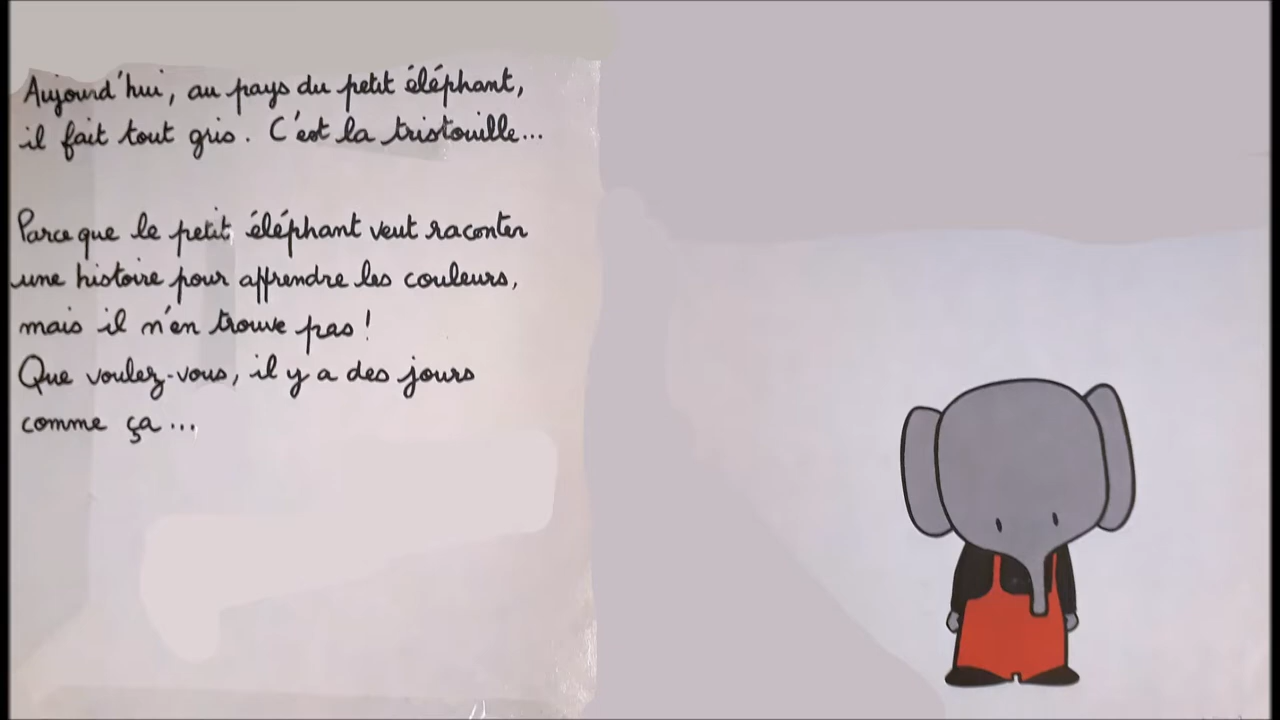 Aujourd'hui, au pays du petit éléphant,
il fait tout gris. C'est la tristouille...
Parce que le petit éléphant veut raconter
une histoire pour apprendre les couleurs,
mais il n'en trouve pas !
Que voulez-vous, il y a des jours
comme ça...